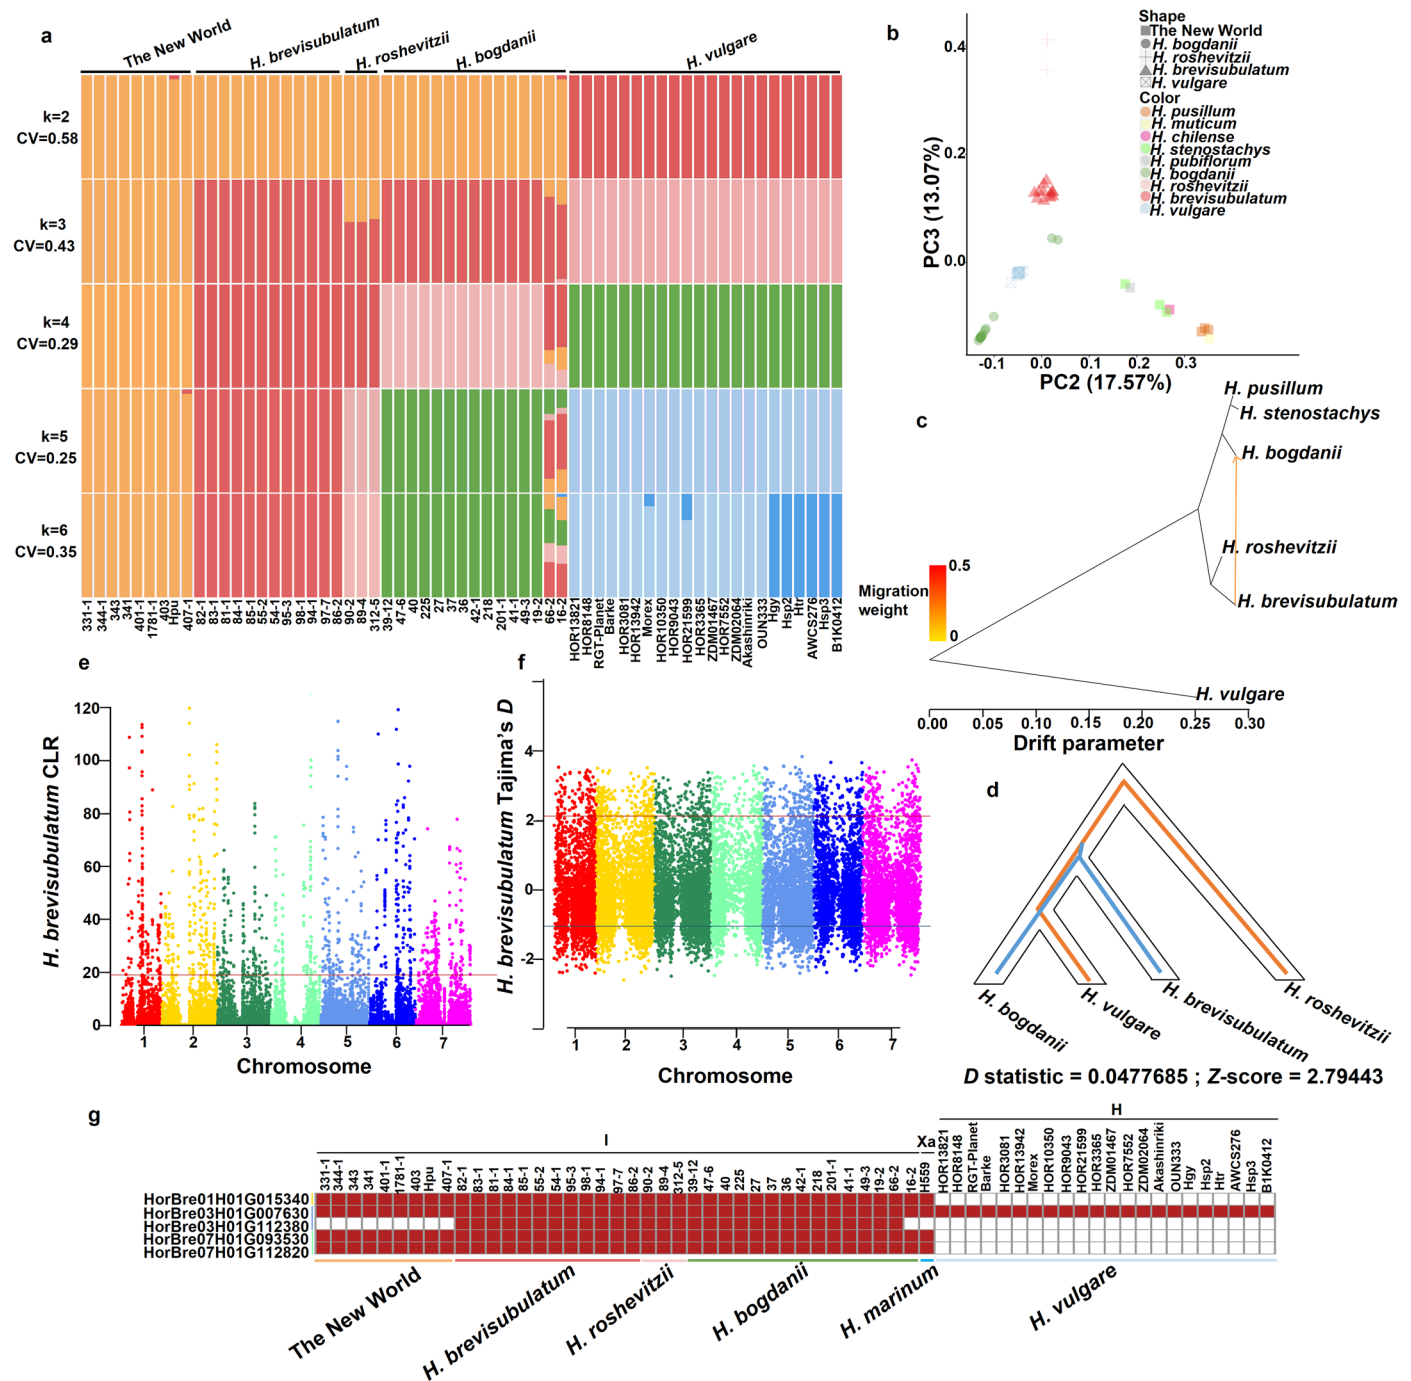 a
The New World
H. brevisubulatum
H. roshevitzii
H. bogdanii
H. vulgare
k=2
CV=0.58
k=3
CV=0.43
k=4
CV=0.29
k=5
CV=0.25
k=6
CV=0.35
331-1
344-1
343
341
401-1
1781-1
403
Hpu
407-1
82-1
83-1
81-1
84-1
85-1
55-2
54-1
95-3
98-1
94-1
97-7
86-2
90-2
89-4
312-5
39-12
47-6
40
225
27
37
36
42-1
218
201-1
41-1
49-3
19-2
66-2
16-2
HOR13821
HOR8148
RGT-Planet
Barke
HOR3081
HOR13942
Morex
HOR10350
HOR9043
HOR21599
HOR3365
ZDM01467
HOR7552
ZDM02064
Akashinriki
OUN333
Hgy
Hsp2
Htr
AWCS276
Hsp3
B1K0412
b
PC3 (13.07%)
0.4
0.2
0.0
-0.1
0.0
0.1
0.2
0.3
PC2 (17.57%)
Shape
The New World
H. bogdanii
H. roshevitzii
H. brevisubulatum
H. vulgare
Color
H. pusillum
H. muticum
H. chilense
H. stenostachys
H. pubiflorum
H. bogdanii
H. roshevitzii
H. brevisubulatum
H. vulgare
c
H. pusillum
H. stenostachys
H. bogdanii
H. roshevitzii
H. brevisubulatum
H. vulgare
Migration
weight
0.5
0
0.00
0.05
0.10
0.15
0.20
0.25
0.30
Drift parameter
d
H. bogdanii
H. vulgare
H. brevisubulatum
H. roshevitzii
D statistic = 0.0477685 ; Z-score = 2.79443
e
H. brevisubulatum CLR
120
100
80
60
40
20
0
1
2
3
4
5
6
7
Chromosome
f
H. brevisubulatum Tajima's D
4
2
0
-2
1
2
3
4
5
6
7
Chromosome
g
I
Xa
H
331-1
344-1
343
341
401-1
1781-1
403
Hpu
407-1
82-1
83-1
81-1
84-1
85-1
55-2
54-1
95-3
98-1
94-1
97-7
86-2
90-2
89-4
312-5
39-12
47-6
40
225
27
37
36
42-1
218
201-1
41-1
49-3
19-2
66-2
16-2
H559
HOR13821
HOR8148
RGT-Planet
Barke
HOR3081
HOR13942
Morex
HOR10350
HOR9043
HOR21599
HOR3365
ZDM01467
HOR7552
ZDM02064
Akashinriki
OUN333
Hgy
Hsp2
Htr
AWCS276
Hsp3
B1K0412
HorBre01H01G015340
HorBre03H01G007630
HorBre03H01G112380
HorBre07H01G093530
HorBre07H01G112820
The New World
H. brevisubulatum
H. roshevitzii
H. bogdanii
H. marinum
H. vulgare